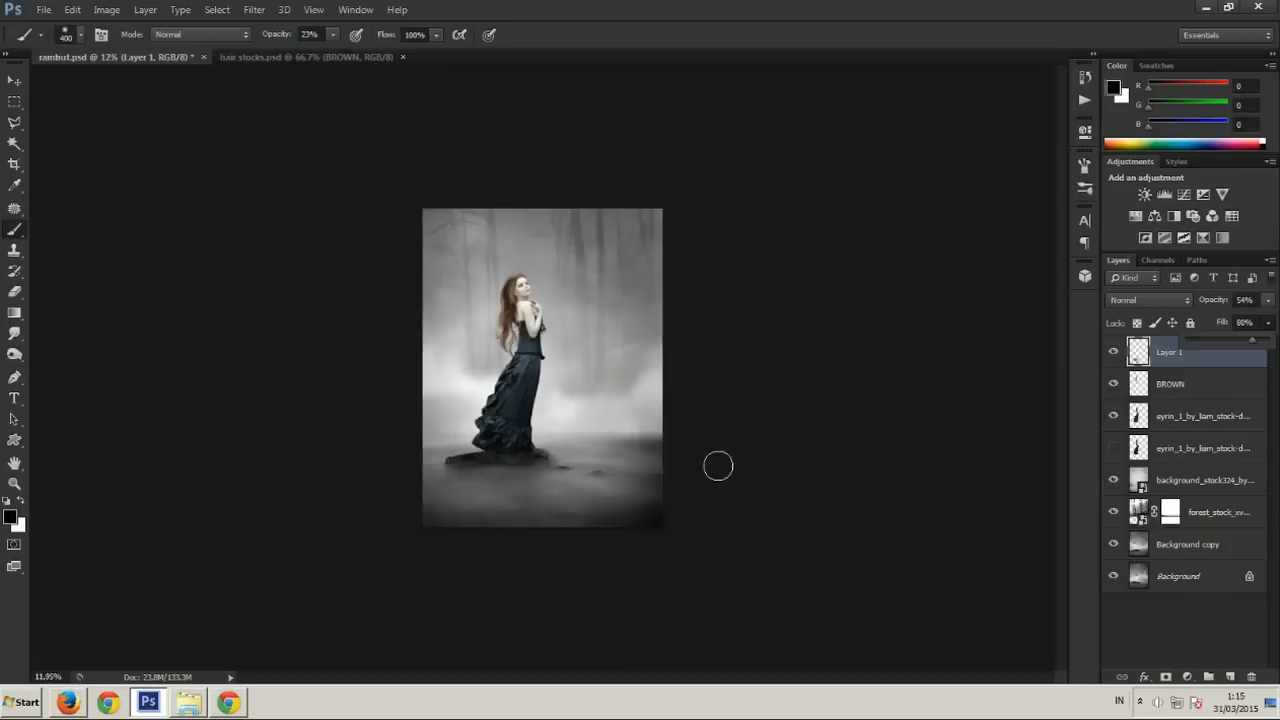 Ps File Edit Image Layer Type Select Filter 3D View Window Help
400 Mode: Normal Opacity: 23% Flow: 100% Essentials
rambut.psd @ 12% (Layer 1, RGB/8) * × hair stocks.psd @ 66.7% (BROWN, RGB/8) ×
Color Swatches
R 0
G 0
B 0
Adjustments Styles
Add an adjustment
Layers Channels Paths
Kind
Normal Opacity: 54%
Lock: Fill: 80%
Layer 1
BROWN
eyrin_1_by_liam_stock-d...
eyrin_1_by_liam_stock-d...
background_stock324_by...
forest_stock_xv...
Background copy
Background
11,95% Doc: 23.8M/133.3M
Start Ps IN 1:15
31/03/2015